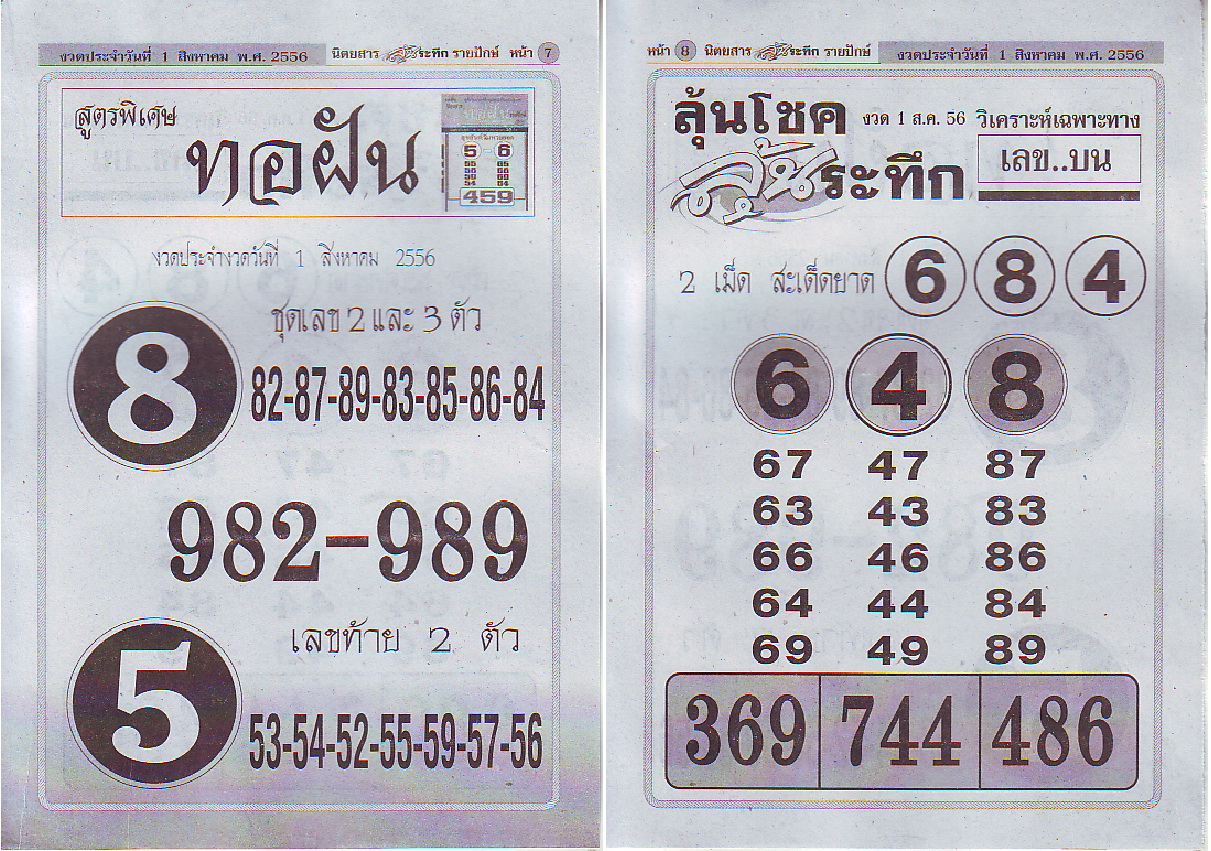 งวดประจำวันที่ 1 สิงหาคม พ.ศ. 2556 นิตยสาร ลุ้นระทึก รายปักษ์ หน้า 7
สูตรพิเศษ
ทอฝัน
5-6
459
งวดประจำงวดวันที่ 1 สิงหาคม 2556
ชุดเลข 2 และ 3 ตัว
8
82-87-89-83-85-86-84
982-989
เลขท้าย 2 ตัว
5
53-54-52-55-59-57-56
หน้า 8 นิตยสาร ลุ้นระทึก รายปักษ์ งวดประจำวันที่ 1 สิงหาคม พ.ศ. 2556
ลุ้นโชค งวด 1 ส.ค. 56 วิเคราะห์เฉพาะทาง
ลุ้นระทึก เลข..บน
2 เม็ด สะเด็ดยาด 6 8 4
6 4 8
67 47 87
63 43 83
66 46 86
64 44 84
69 49 89
369 744 486